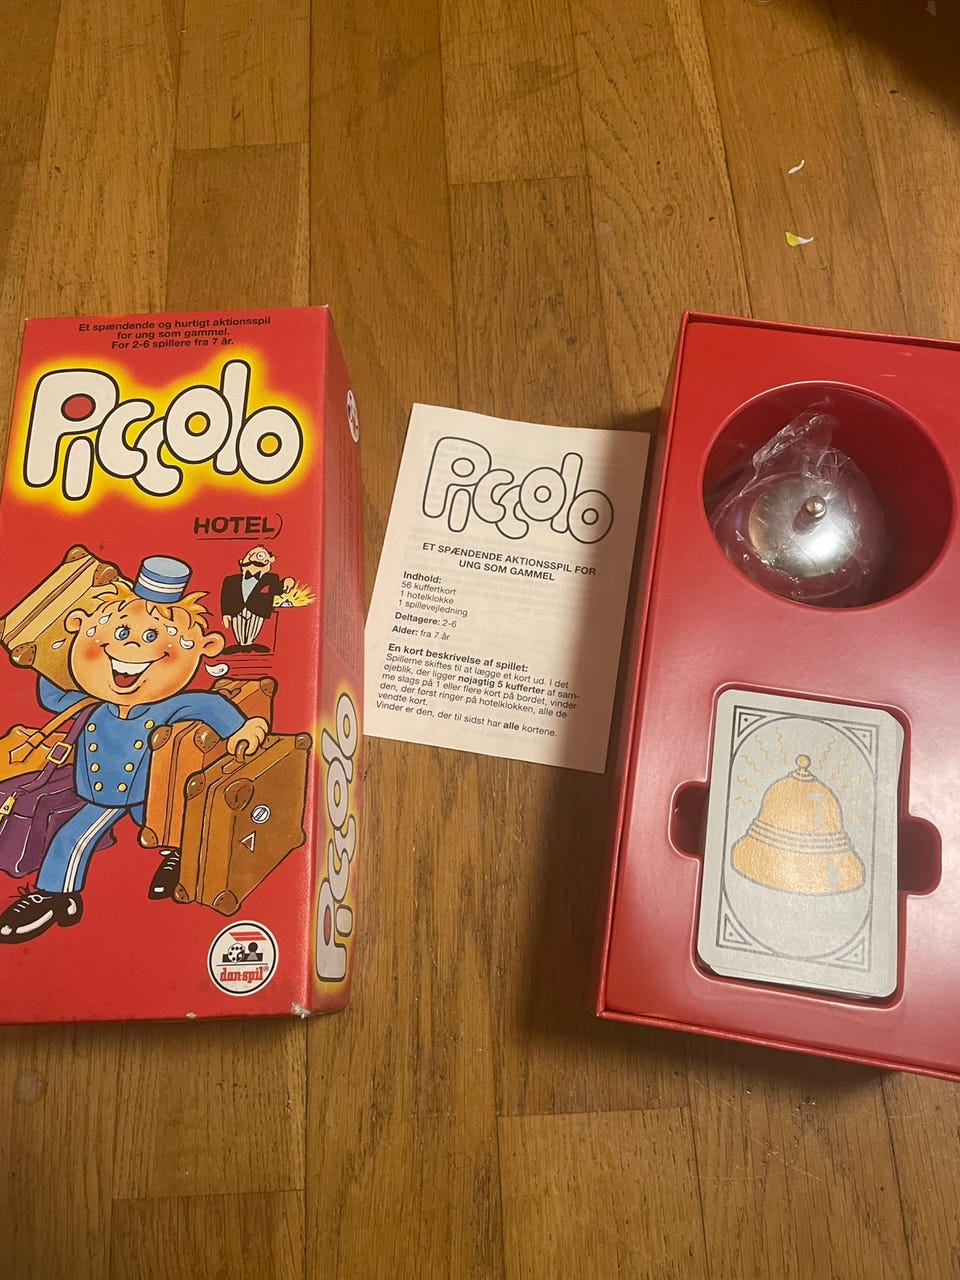 Et spændende og hurtigt aktionsspil
for ung som gammel.
For 2-6 spillere fra 7 år.
Piccolo
HOTEL
dan-spil®
Piccolo
Piccolo
ET SPÆNDENDE AKTIONSSPIL FOR
UNG SOM GAMMEL
Indhold:
56 kuffertkort
1 hotelklokke
1 spillevejledning
Deltagere: 2-6
Alder: fra 7 år
En kort beskrivelse af spillet:
Spillerne skiftes til at lægge et kort ud. I det
øjeblik, der ligger nøjagtig 5 kufferter af sam-
me slags på 1 eller flere kort på bordet, vinder
den, der først ringer på hotelklokken, alle de
vendte kort.
Vinder er den, der til sidst har alle kortene.